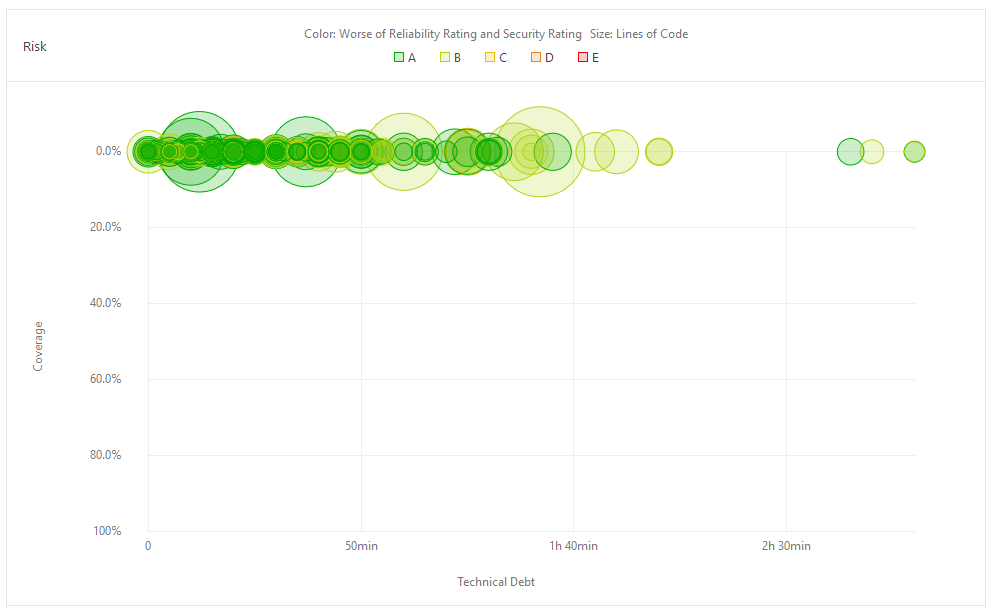 Risk
Color: Worse of Reliability Rating and Security Rating Size: Lines of Code
A B C D E
0.0%
20.0%
40.0%
60.0%
80.0%
100%
Coverage
0 50min 1h 40min 2h 30min
Technical Debt